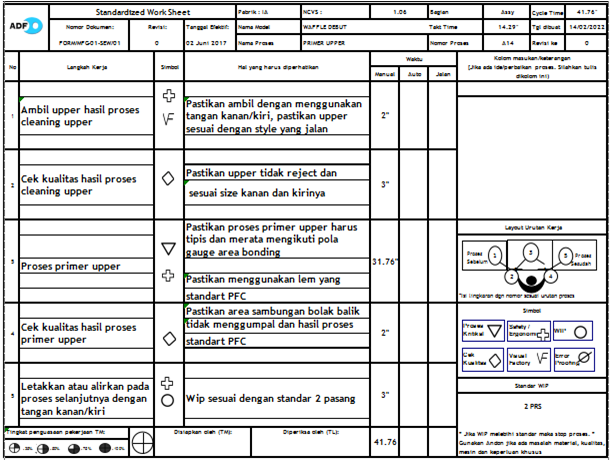 ADF
Standardized Work Sheet
Pabrik : IA
NCVS :
1.06
Bagian
Assy
Cycle Time
41.76"
Nomor Dokumen:
Revisi:
Tanggal Efektif:
Nama Model
WAFFLE DEBUT
Takt Time
14.29"
Tgl dibuat
14/02/2022
FORMMFG01-SEW/01
0
02 Juni 2017
Nama Proses
PRIMER UPPER
Nomor Proses
A14
Revisi ke
0
No
Langkah Kerja
Simbol
Hal yang harus diperhatikan
Waktu
Manual
Auto
Jalan
Kolom masukan/keterangan
(Jika ada ide/perbaikan proses. Silahkan tulis
dikolom ini)
1
Ambil upper hasil proses
cleaning upper
VF
Pastikan ambil dengan menggunakan
tangan kanan/kiri, pastikan upper
sesuai dengan style yang jalan
2"
2
Cek kualitas hasil proses
cleaning upper
Pastikan upper tidak reject dan
sesuai size kanan dan kirinya
3"
3
Proses primer upper
Pastikan proses primer upper harus
tipis dan merata mengikuti pola
gauge area bonding
Pastikan menggunakan lem yang
standart PFC
31.76"
4
Cek kualitas hasil proses
primer upper
Pastikan area sambungan bolak balik
tidak menggumpal dan hasil proses
standart PFC
2"
5
Letakkan atau alirkan pada
proses selanjutnya dengan
tangan kanan/kiri
Wip sesuai dengan standar 2 pasang
3"
Layout Urutan Kerja
Proses
Sebelum
1
3
5
Proses
Sesudah
2
4
*Isi lingkaran dgn nomor sesuai urutan proses
Simbol
Proses
Kritikal
Safety /
Ergonomi
WIP
Cek
Kualitas
Visual
Factory
VF
Error
Proofing
Standar WIP
2 PRS
Tingkat penguasaan pekerjaan TM:
Disiapkan oleh (TM):
Diperiksa oleh (TL):
41.76
* Jika WIP melebihi standar maka stop proses. *
Gunakan Andon jika ada masalah material, kualitas,
mesin dan keperluan khusus